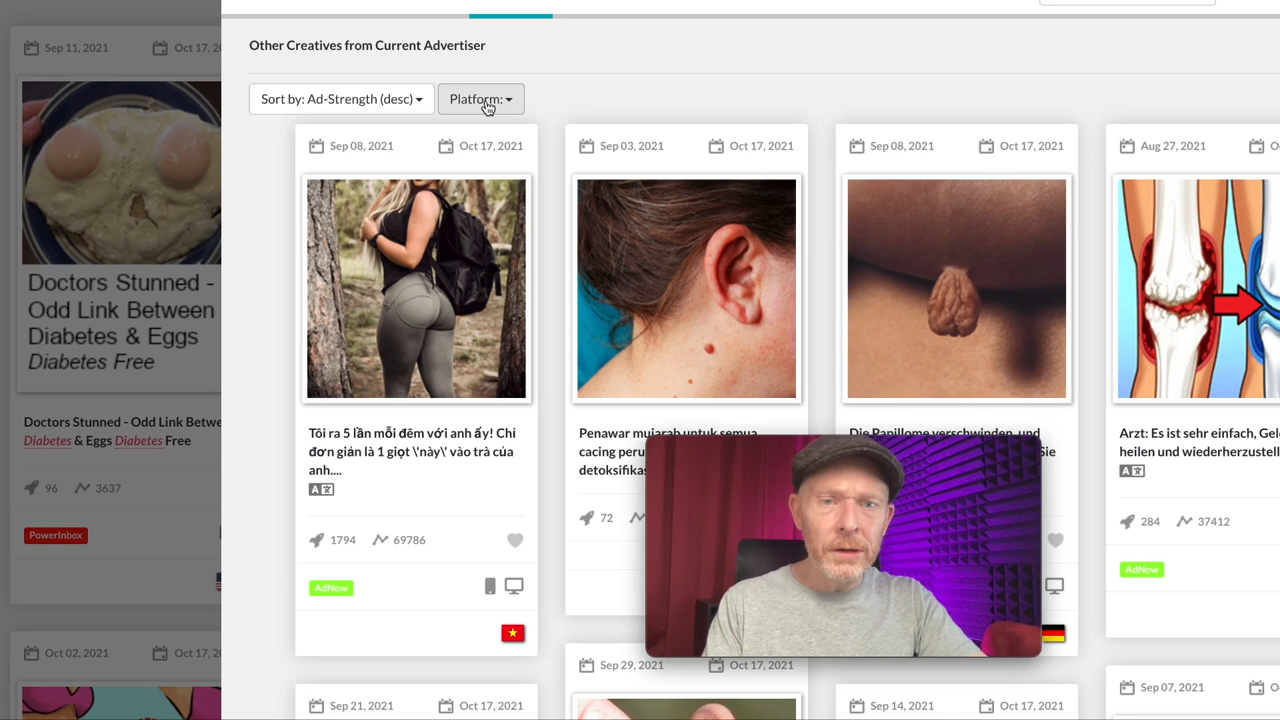 Sep 11, 2021
Oct 17, 2
Doctors Stunned -
Odd Link Between
Diabetes & Eggs
Diabetes Free
Doctors Stunned - Odd Link Betwe
Diabetes & Eggs Diabetes Free
96 3637
PowerInbox
Oct 02, 2021
Oct 17, 2
Other Creatives from Current Advertiser
Sort by: Ad-Strength (desc)
Platform:
Sep 08, 2021
Oct 17, 2021
Tôi ra 5 lần mỗi đêm với anh ấy! Chỉ
đơn giản là 1 giọt \'này\' vào trà của
anh....
1794 69786
AdNow
Sep 21, 2021
Oct 17, 2021
Sep 03, 2021
Oct 17, 2021
Penawar mujarab untuk semua
cacing peru
detoksifikas
72
Sep 29, 2021
Oct 17, 2021
Sep 08, 2021
Oct 17, 2021
Die Papillome verschwinden und
Sie
Sep 14, 2021
Oct 17, 2021
Aug 27, 2021
Arzt: Es ist sehr einfach, Gel
heilen und wiederherzustell
284 37412
AdNow
Sep 07, 2021